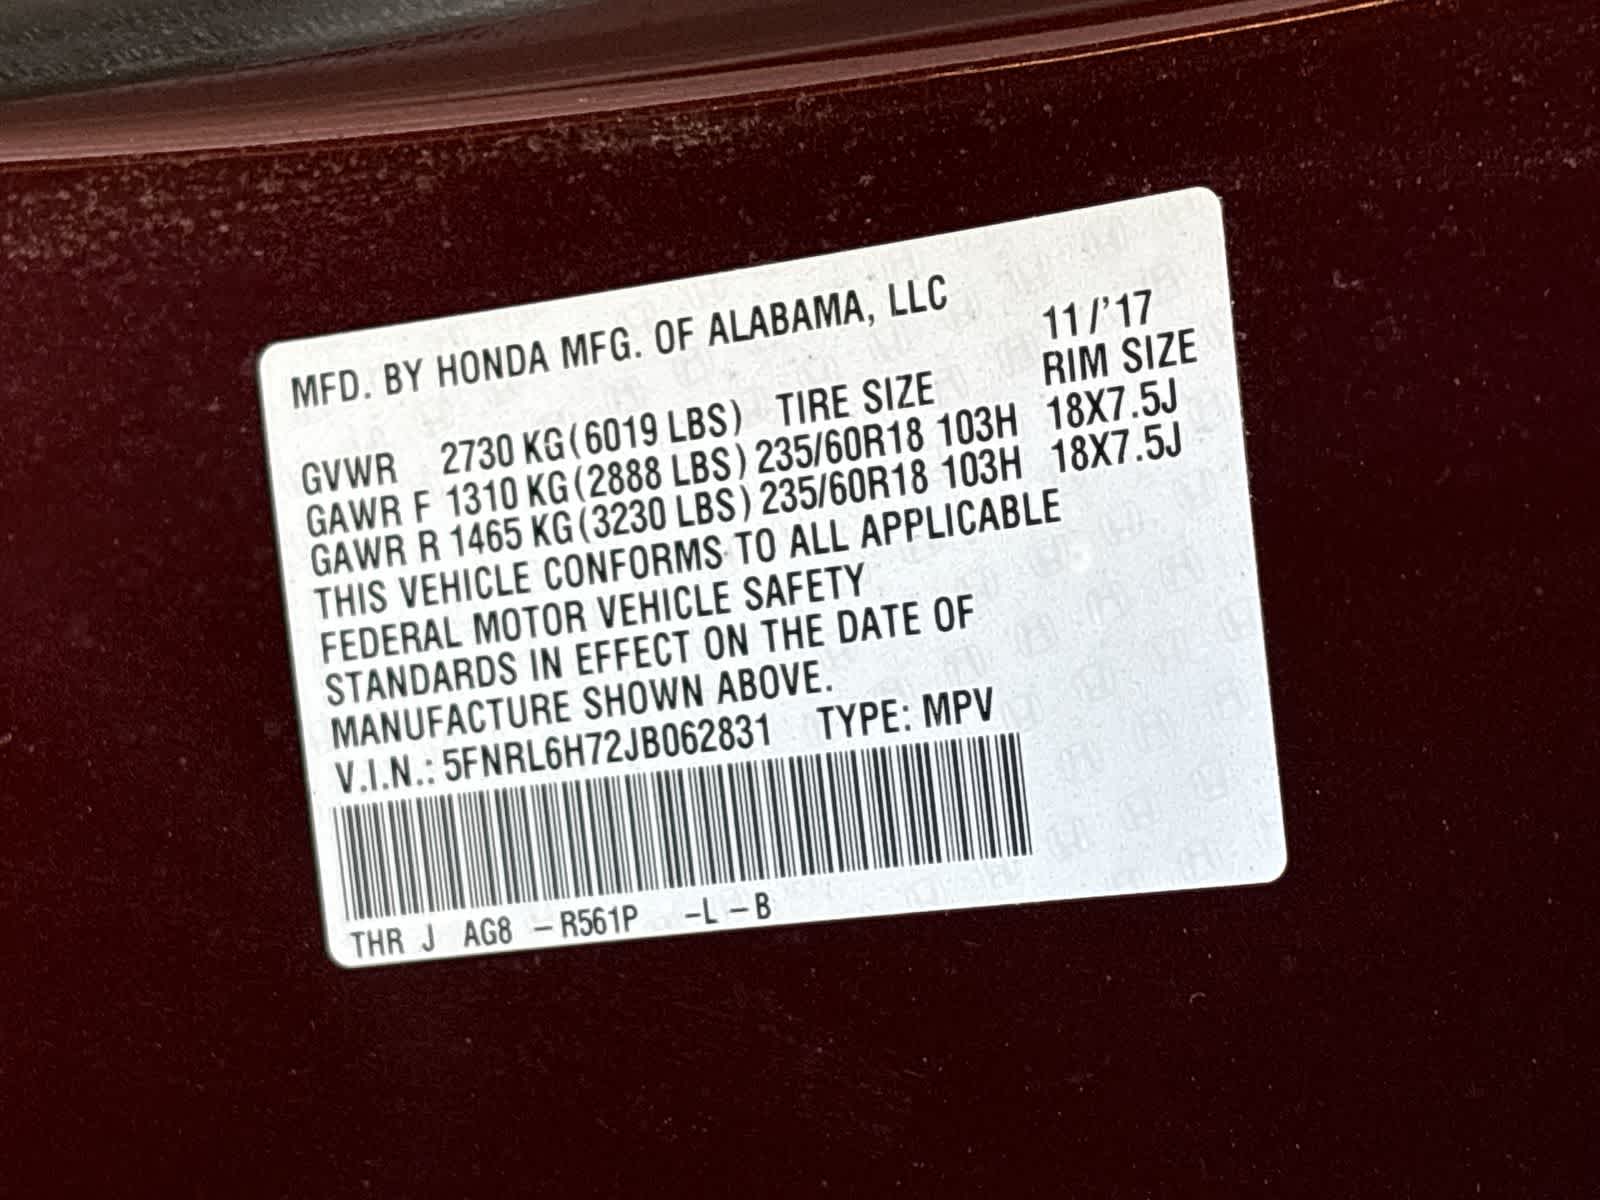 MFD. BY HONDA MFG. OF ALABAMA, LLC 11/'17
GVWR 2730 KG(6019 LBS) TIRE SIZE RIM SIZE
GAWR F 1310 KG(2888 LBS) 235/60R18 103H 18X7.5J
GAWR R 1465 KG(3230 LBS) 235/60R18 103H 18X7.5J
THIS VEHICLE CONFORMS TO ALL APPLICABLE
FEDERAL MOTOR VEHICLE SAFETY
STANDARDS IN EFFECT ON THE DATE OF
MANUFACTURE SHOWN ABOVE.
V.I.N.: 5FNRL6H72JB062831 TYPE: MPV
THR J AG8 -R561P -L -B